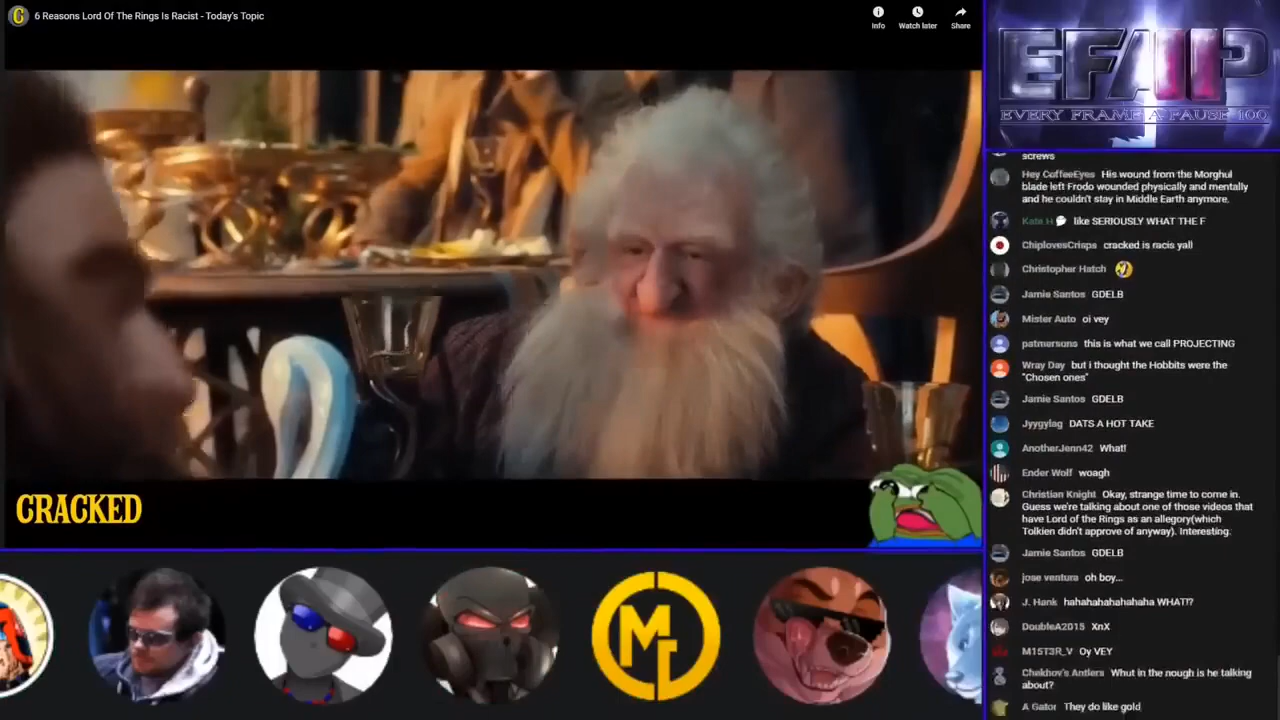 6 Reasons Lord Of The Rings Is Racist - Today's Topic
Info
Watch later
Share
EFAP
EVERY FRAME A PAUSE 100
CRACKED
screws
Hey CoffeeEyes His wound from the Morghul
blade left Frodo wounded physically and mentally
and he couldn't stay in Middle Earth anymore.
Kate H like SERIOUSLY WHAT THE F
ChiplovesCrisps cracked is racis yall
Christopher Hatch
Jamie Santos GDELB
Mister Auto oi vey
patmersons this is what we call PROJECTING
Wray Day but i thought the Hobbits were the
"Chosen ones"
Jamie Santos GDELB
Jyygylag DATS A HOT TAKE
AnotherJenn42 What!
Ender Wolf woagh
Christian Knight Okay, strange time to come in.
Guess we're talking about one of those videos that
have Lord of the Rings as an allegory(which
Tolkien didn't approve of anyway). Interesting.
Jamie Santos GDELB
jose ventura oh boy...
J. Hank hahahahahahaha WHAT!?
DoubleA2015 XnX
M15T3R_V Oy VEY
Chekhov's Antlers Whut in the nough is he talking
about?
A Gator They do like gold